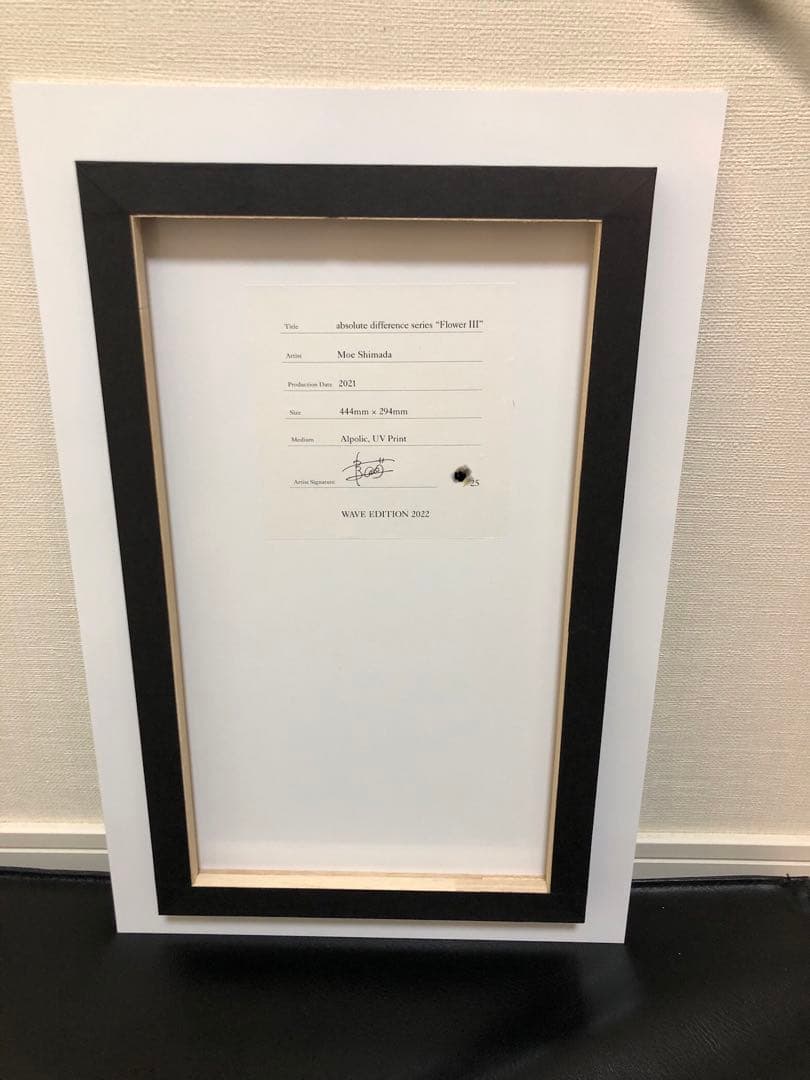 Title absolute difference series “Flower III”
Artist Moe Shimada
Production Date 2021
Size 444mm × 294mm
Medium Alpolic, UV Print
Artist Signature
/25
WAVE EDITION 2022